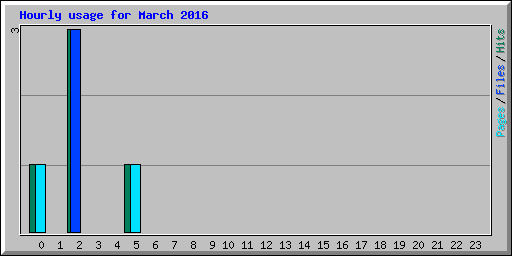 Hourly usage for March 2016
3
Pages/Files/Hits
0 1 2 3 4 5 6 7 8 9 10 11 12 13 14 15 16 17 18 19 20 21 22 23